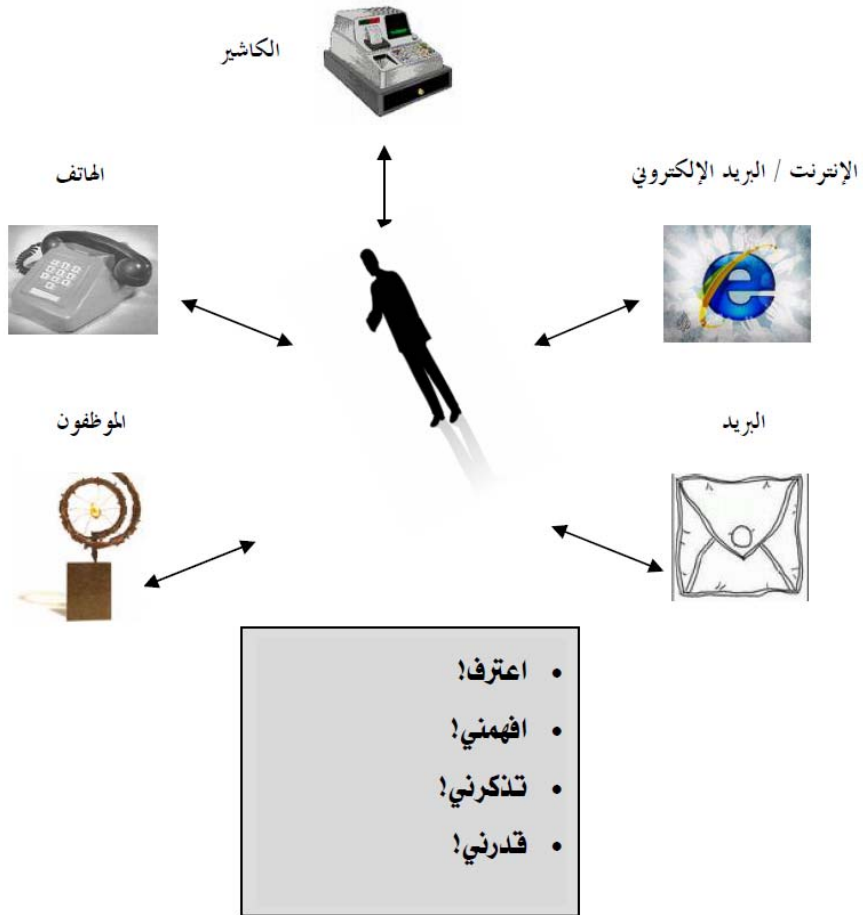 الكاشير
الهاتف
الإنترنت / البريد الإلكتروني
الموظفون
البريد
• اعترف!
• افهمني!
• تذكرني!
• قدرني!